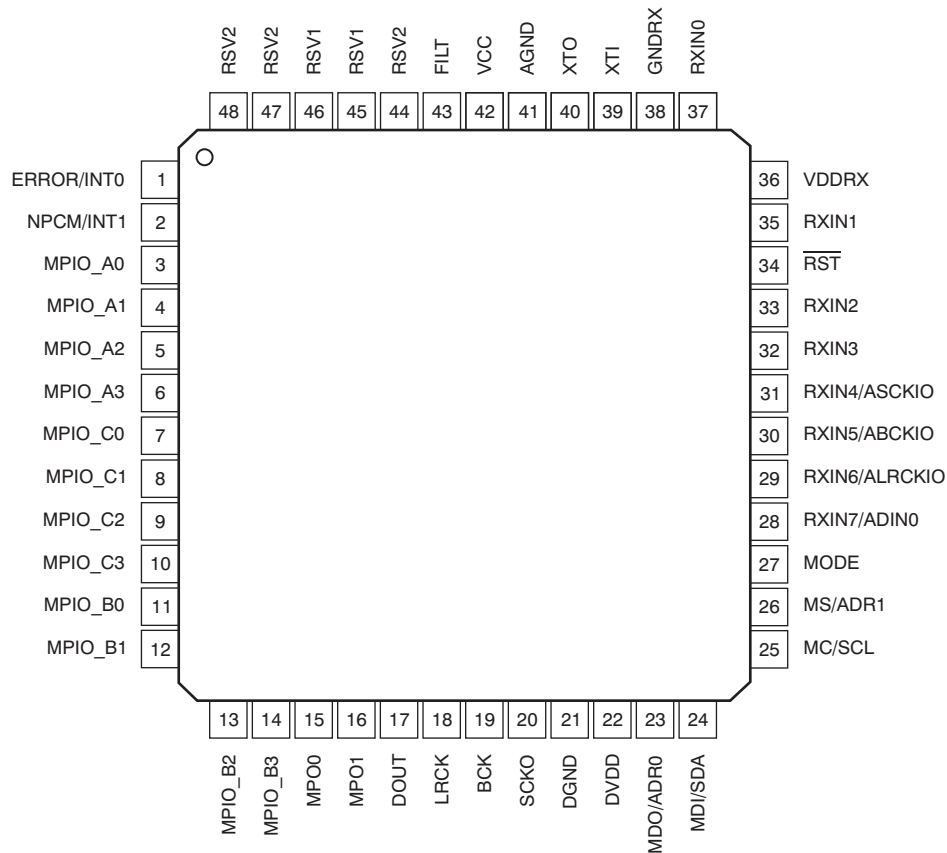 RSV2 RSV2 RSV1 RSV1 RSV2 FILT VCC AGND XTO XTI GNDRX RXIN0
48 47 46 45 44 43 42 41 40 39 38 37
ERROR/INT0 1
NPCM/INT1 2
MPIO_A0 3
MPIO_A1 4
MPIO_A2 5
MPIO_A3 6
MPIO_C0 7
MPIO_C1 8
MPIO_C2 9
MPIO_C3 10
MPIO_B0 11
MPIO_B1 12
36 VDDRX
35 RXIN1
34 RST
33 RXIN2
32 RXIN3
31 RXIN4/ASCKIO
30 RXIN5/ABCKIO
29 RXIN6/ALRCKIO
28 RXIN7/ADIN0
27 MODE
26 MS/ADR1
25 MC/SCL
13 14 15 16 17 18 19 20 21 22 23 24
MPIO_B2 MPIO_B3 MPO0 MPO1 DOUT LRCK BCK SCKO DGND DVDD MDO/ADR0 MDI/SDA